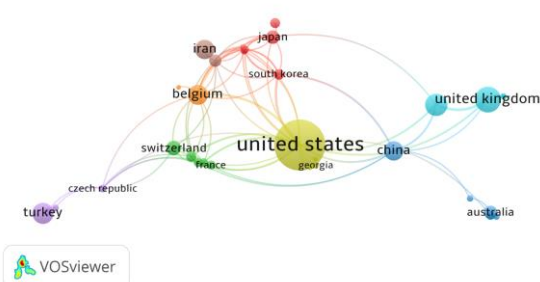 japan
iran
south korea
belgium
united kingdom
united states
switzerland
china
france
georgia
czech republic
turkey
australia
VOSviewer